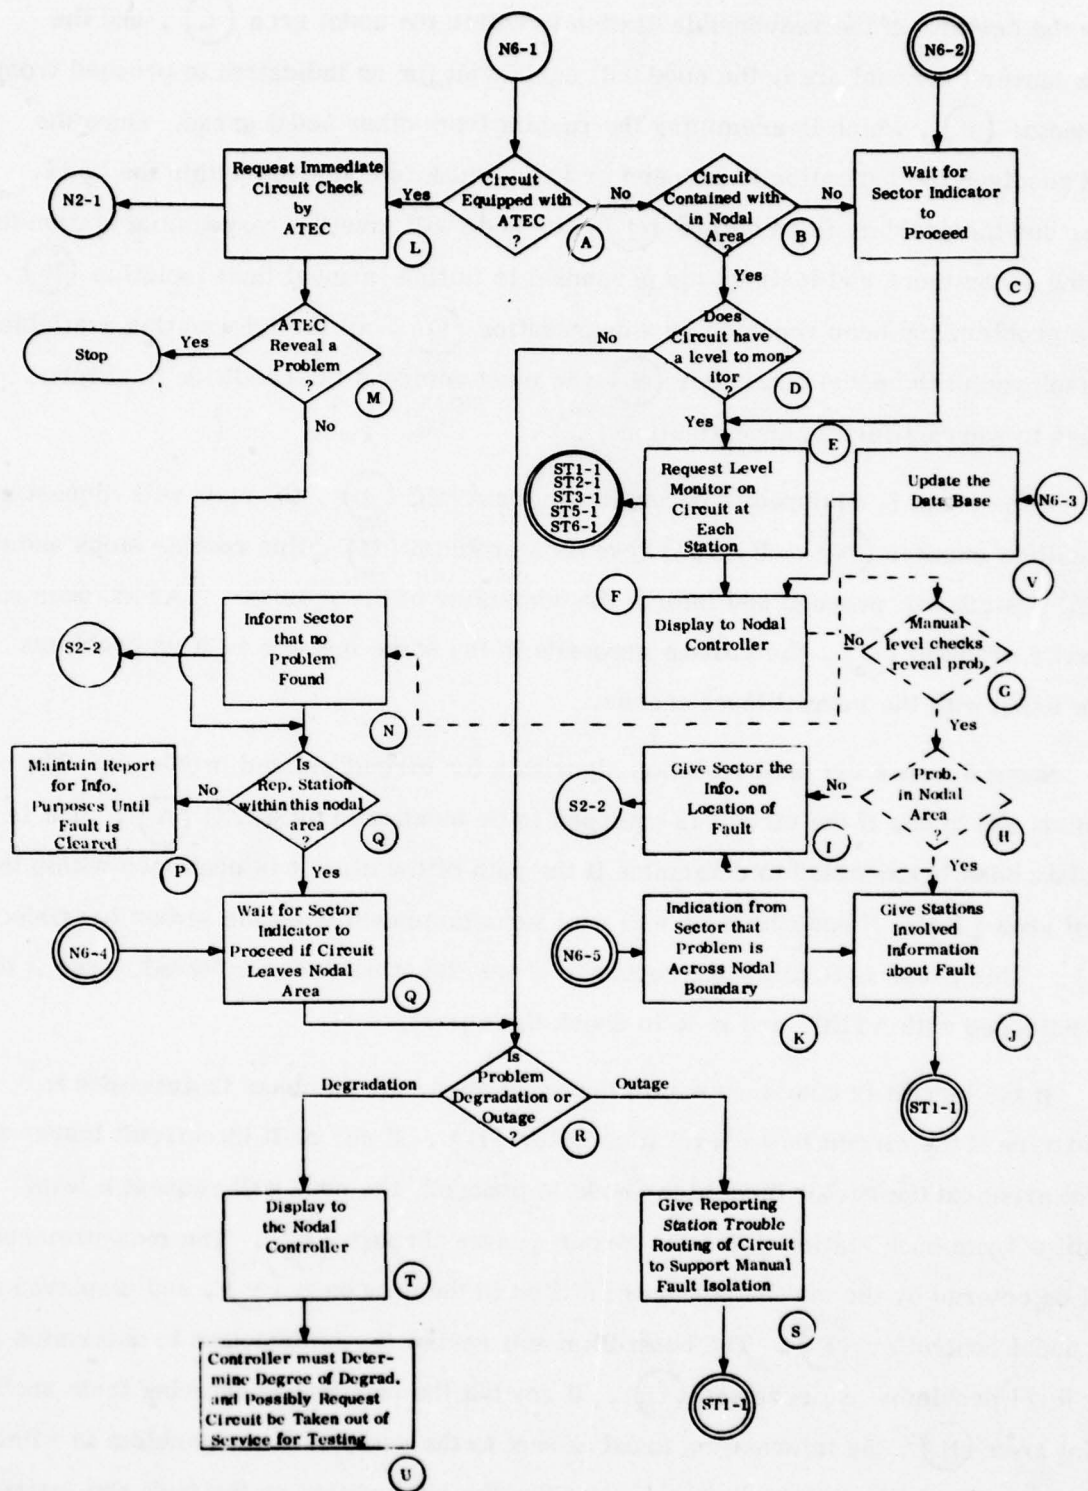 N6-1
N6-2
N2-1
Request Immediate
Circuit Check
by
ATEC
L
Yes
Circuit
Equipped with
ATEC
?
A
No
Circuit
Contained with-
in Nodal
Area
?
B
No
Wait for
Sector Indicator
to
Proceed
C
Yes
Stop
Yes
ATEC
Reveal a
Problem
?
M
No
No
Does
Circuit have
a level to mon-
itor
?
D
Yes
E
ST1-1
ST2-1
ST3-1
ST5-1
ST6-1
Request Level
Monitor on
Circuit at
Each
Station
Update the
Data Base
N6-3
V
F
Display to Nodal
Controller
No
Manual
level checks
reveal prob.
G
Yes
S2-2
Inform Sector
that no
Problem
Found
N
Maintain Report
for Info.
Purposes Until
Fault is
Cleared
P
No
Is
Rep. Station
within this nodal
area
?
Q
Yes
S2-2
Give Sector the
Info. on
Location of
Fault
I
No
Prob.
in Nodal
Area
?
H
Yes
N6-4
Wait for Sector
Indicator to
Proceed if Circuit
Leaves Nodal
Area
Q
N6-5
Indication from
Sector that
Problem is
Across Nodal
Boundary
K
Give Stations
Involved
Information
about Fault
J
ST1-1
Degradation
Is
Problem
Degradation or
Outage
?
R
Outage
Display to
the Nodal
Controller
T
Give Reporting
Station Trouble
Routing of Circuit
to Support Manual
Fault Isolation
S
Controller must Deter-
mine Degree of Degrad.
and Possibly Request
Circuit be Taken out of
Service for Testing
U
ST1-1